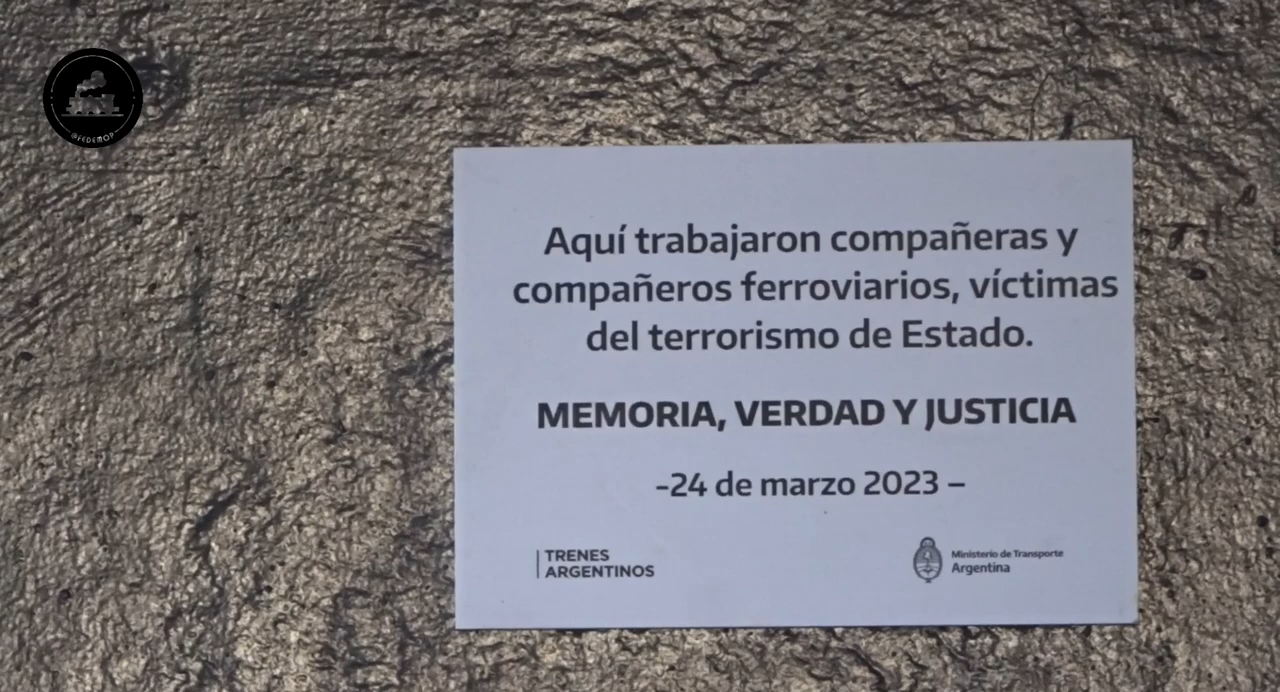 @FEDEMOP
Aquí trabajaron compañeras y
compañeros ferroviarios, víctimas
del terrorismo de Estado.
MEMORIA, VERDAD Y JUSTICIA
-24 de marzo 2023 –
TRENES
ARGENTINOS
Ministerio de Transporte
Argentina